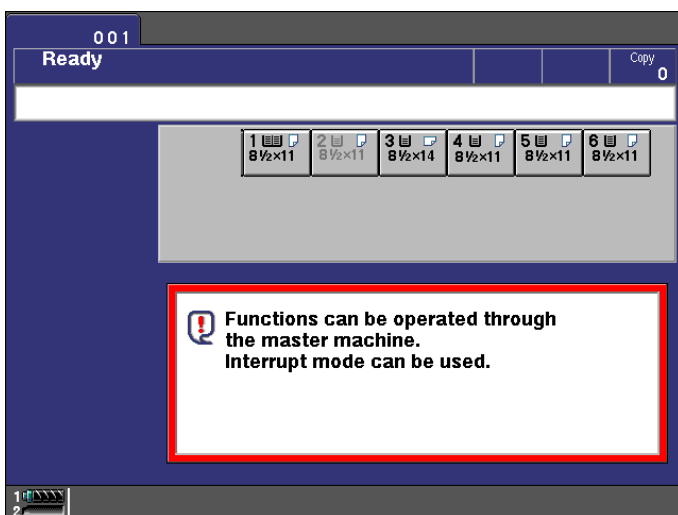 001
Ready
Copy
0
1 2 3 4 5 6
8½×11 8½×11 8½×14 8½×11 8½×11 8½×11
Functions can be operated through
the master machine.
Interrupt mode can be used.
1
2